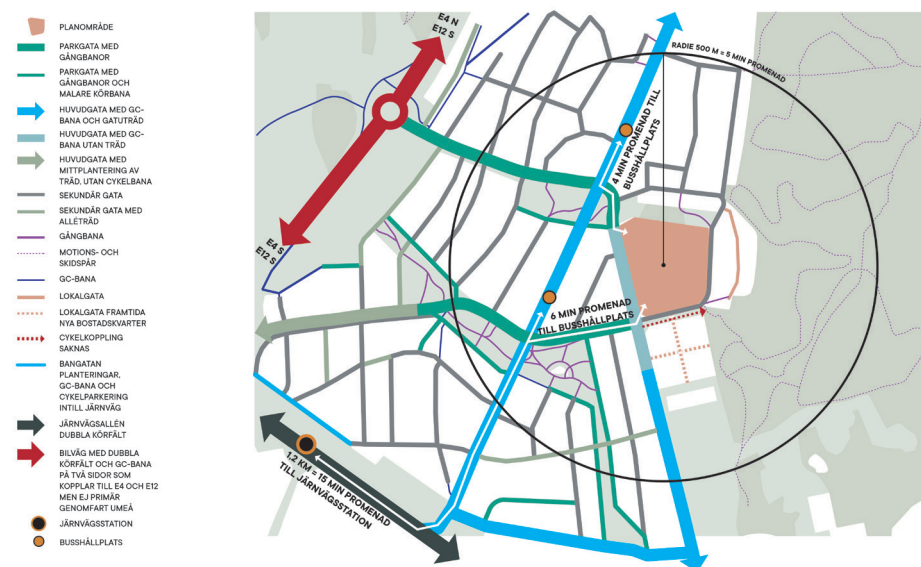 PLANOMRÅDE
PARKGATA MED
GÅNGBANOR
PARKGATA MED
GÅNGBANOR OCH
MALARE KÖRBANA
HUVUDGATA MED GC-
BANA OCH GATUTRÄD
HUVUDGATA MED GC-
BANA UTAN TRÄD
HUVUDGATA MED
MITTPLANTERING AV
TRÄD, UTAN CYKELBANA
SEKUNDÄR GATA
SEKUNDÄR GATA MED
ALLÉTRÄD
GÅNGBANA
MOTIONS- OCH
SKIDSPÅR
GC-BANA
LOKALGATA
LOKALGATA FRAMTIDA
NYA BOSTADSKVARTER
CYKELKOPPLING
SAKNAS
BANGATAN
PLANTERINGAR,
GC-BANA OCH
CYKELPARKERING
INTILL JÄRNVÄG
JÄRNVÄGSALLÉN
DUBBLA KÖRFÄLT
BILVÄG MED DUBBLA
KÖRFÄLT OCH GC-BANA
PÅ TVÅ SIDOR SOM
KOPPLAR TILL E4 OCH E12
MEN EJ PRIMÄR
GENOMFART UMEÅ
JÄRNVÄGSSTATION
BUSSHÅLLPLATS
E4 N
E12 S
RADIE 500 M = 5 MIN PROMENAD
4 MIN PROMENAD TILL
BUSSHÅLLPLATS
E4 S
E12 S
6 MIN PROMENAD
TILL BUSSHÅLLPLATS
1.2 KM = 15 MIN PROMENAD
TILL JÄRNVÄGSSTATION